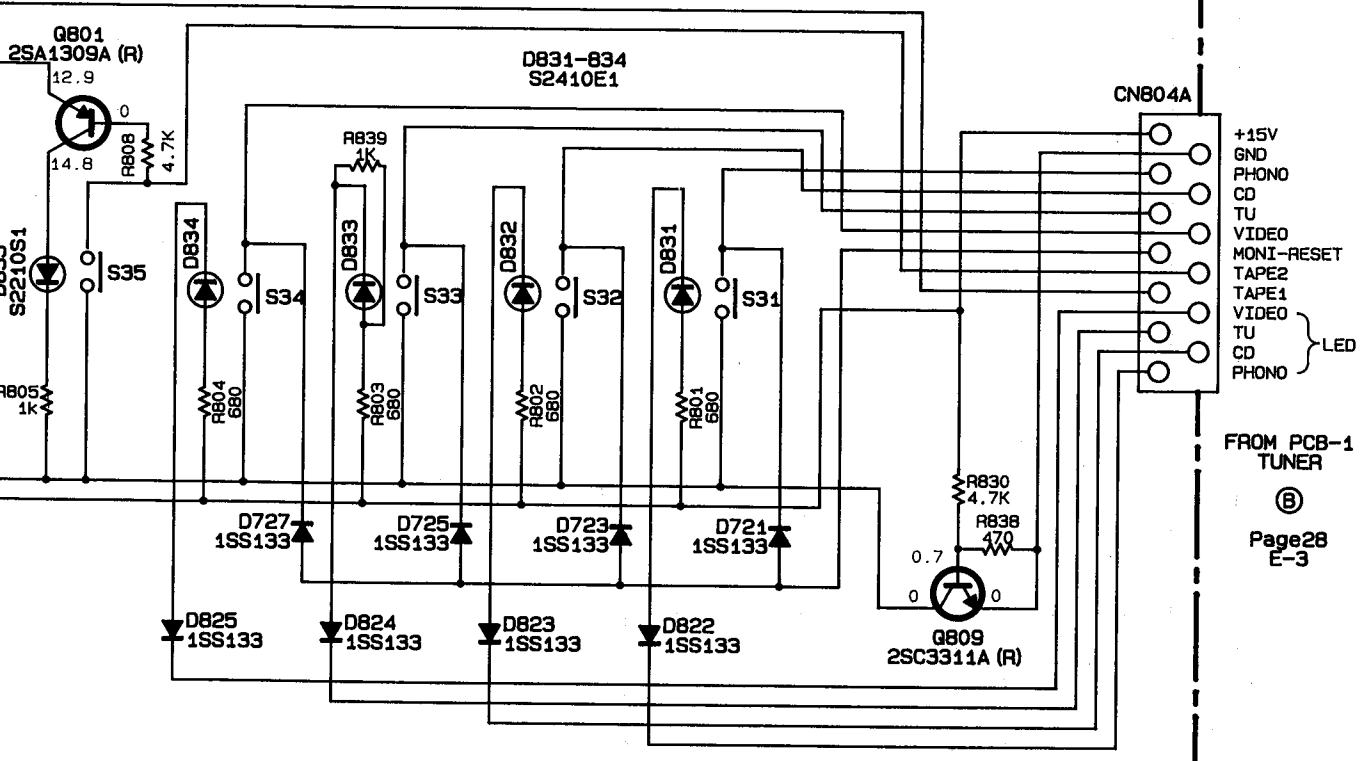 Q801
2SA1309A (R)
12.9
0
14.8
R808
4.7K
S2210S1
S35
R805
1K
D831-834
S2410E1
D834
S34
R804
680
R839
1K
D833
S33
R803
680
D832
S32
R802
680
D831
S31
R801
680
D727
1SS133
D725
1SS133
D723
1SS133
D721
1SS133
D825
1SS133
D824
1SS133
D823
1SS133
D822
1SS133
R830
4.7K
R838
470
0.7
0
0
Q809
2SC3311A (R)
CN804A
+15V
GND
PHONO
CD
TU
VIDEO
MONI-RESET
TAPE2
TAPE1
VIDEO
TU
CD
PHONO
LED
FROM PCB-1
TUNER
B
Page28
E-3